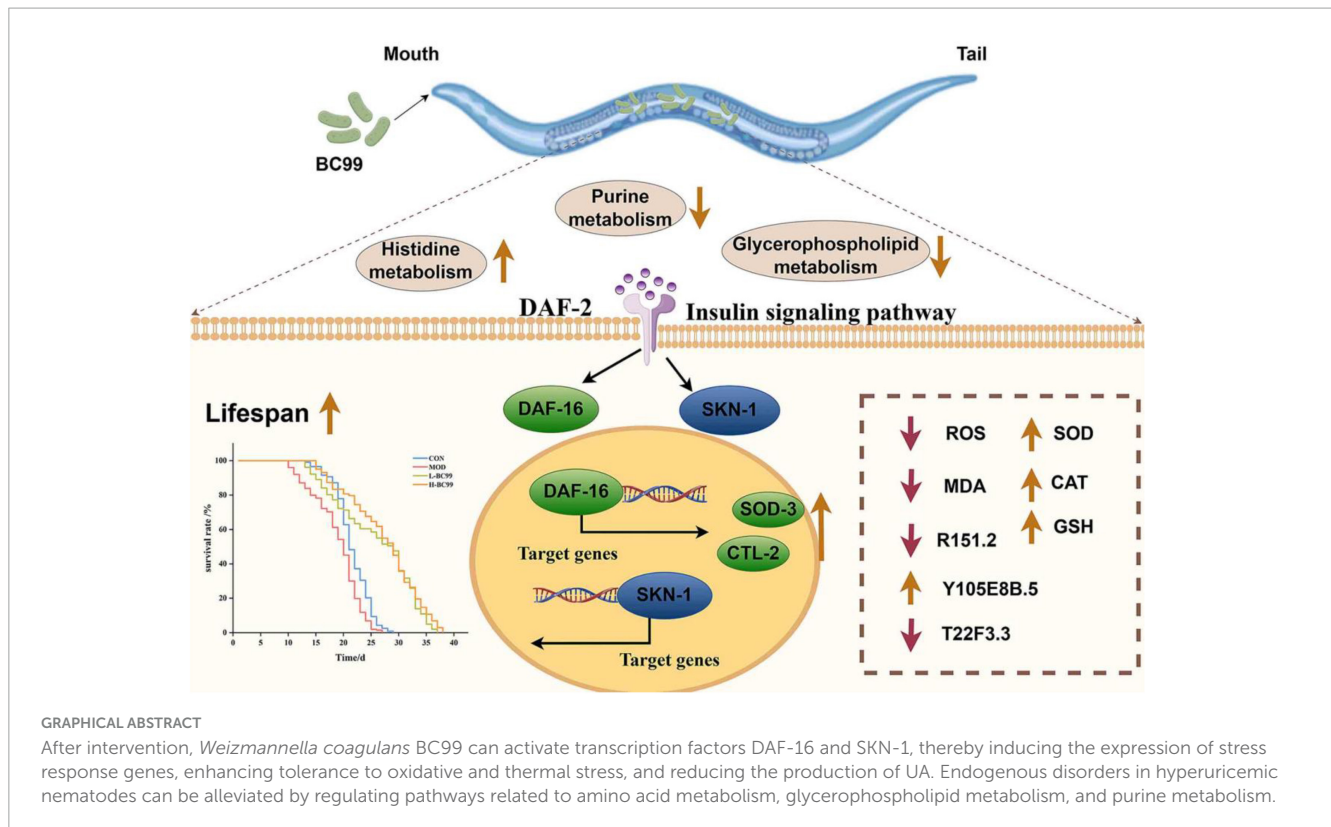 Mouth
Tail
BC99
Purine
metabolism
Histidine
metabolism
Glycerophospholipid
metabolism
DAF-2
Insulin signaling pathway
Lifespan
DAF-16
SKN-1
CON
MOD
L-BC99
H-BC99
survival rate /%
100
80
60
40
20
0
0
10
20
30
40
Time/d
DAF-16
SOD-3
CTL-2
Target genes
SKN-1
Target genes
ROS
SOD
MDA
CAT
R151.2
GSH
Y105E8B.5
T22F3.3
GRAPHICAL ABSTRACT
After intervention, Weizmannella coagulans BC99 can activate transcription factors DAF-16 and SKN-1, thereby inducing the expression of stress
response genes, enhancing tolerance to oxidative and thermal stress, and reducing the production of UA. Endogenous disorders in hyperuricemic
nematodes can be alleviated by regulating pathways related to amino acid metabolism, glycerophospholipid metabolism, and purine metabolism.